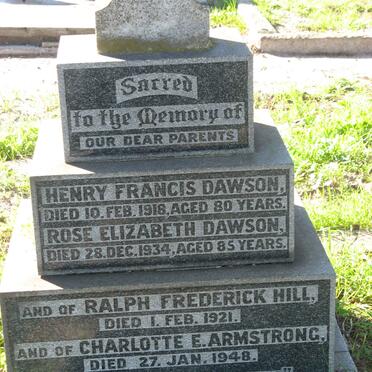 Sacred
to the Memory of
OUR DEAR PARENTS
HENRY FRANCIS DAWSON,
DIED 10. FEB. 1918, AGED 80 YEARS.
ROSE ELIZABETH DAWSON,
DIED 28. DEC. 1934, AGED 85 YEARS.
AND OF RALPH FREDERICK HILL,
DIED 1. FEB. 1921.
AND OF CHARLOTTE E. ARMSTRONG,
DIED 27. JAN. 1948.